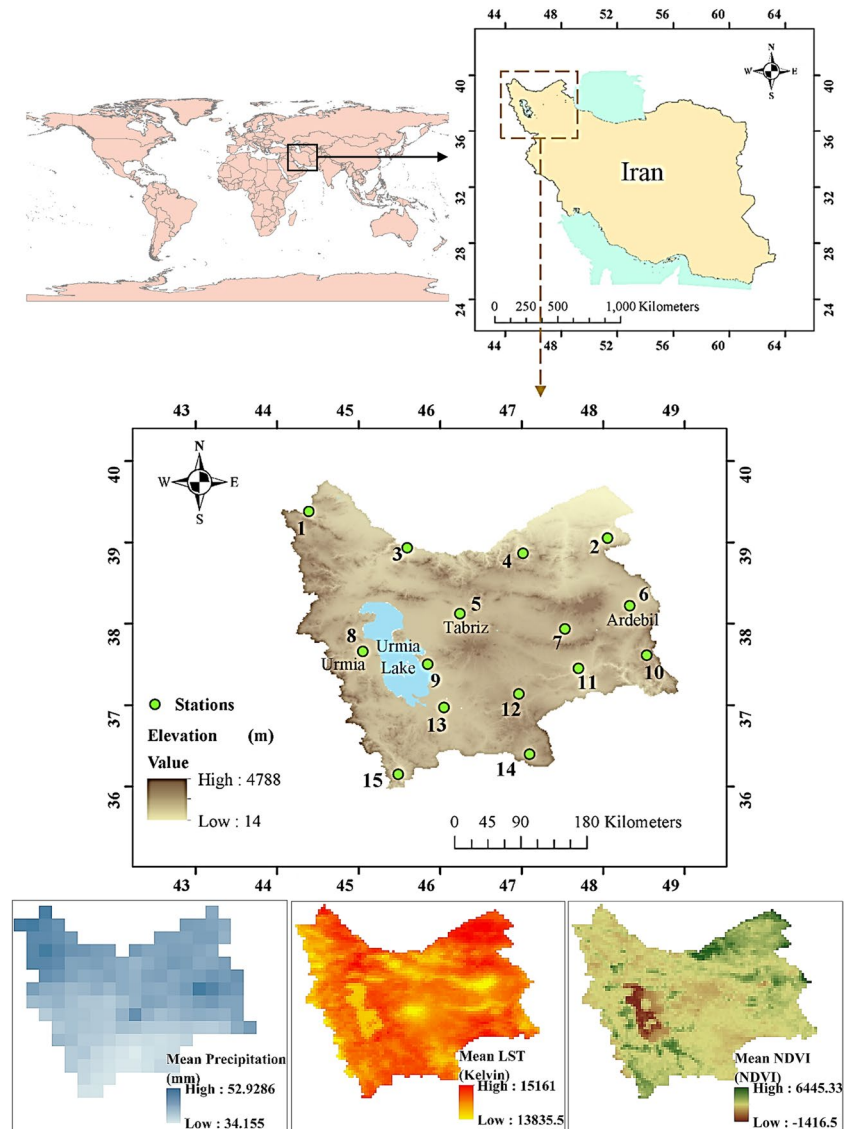 44 48 52 56 60 64
N
W E
S
40
36
32
28
24
40
36
32
28
24
Iran
0 250 500 1,000 Kilometers
44 48 52 56 60 64
43 44 45 46 47 48 49
N
W E
S
40
39
38
37
36
40
39
38
37
36
1
2
3
4
5
Tabriz
6
Ardebil
7
8
Urmia
Urmia
Lake
9
10
11
12
13
14
15
Stations
Elevation (m)
Value
High : 4788
Low : 14
0 45 90 180 Kilometers
43 44 45 46 47 48 49
Mean Precipitation
(mm)
High : 52.9286
Low : 34.155
Mean LST
(Kelvin)
High : 15161
Low : 13835.5
Mean NDVI
(NDVI)
High : 6445.33
Low : -1416.5